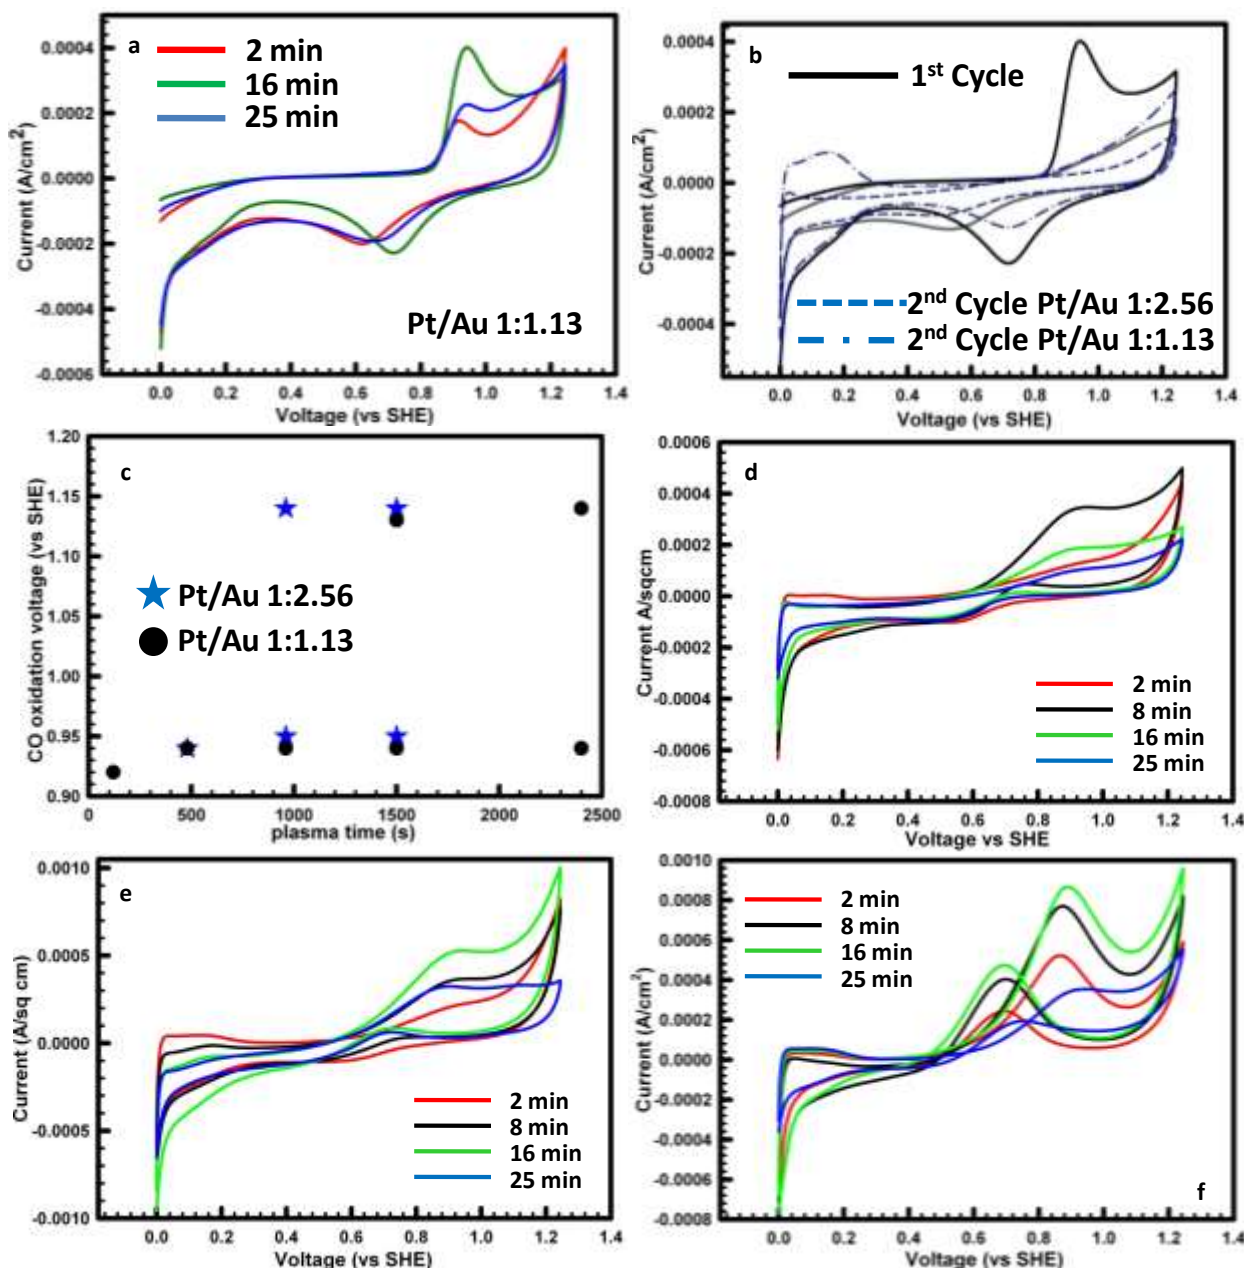 a
2 min
16 min
25 min
Pt/Au 1:1.13
Current (A/cm²)
0.0004
0.0002
0.0000
-0.0002
-0.0004
-0.0006
0.0 0.2 0.4 0.6 0.8 1.0 1.2 1.4
Voltage (vs SHE)
b
1st Cycle
2nd Cycle Pt/Au 1:2.56
2nd Cycle Pt/Au 1:1.13
Current (A/cm²)
0.0004
0.0002
0.0000
-0.0002
-0.0004
0.0 0.2 0.4 0.6 0.8 1.0 1.2 1.4
Voltage (vs SHE)
c
Pt/Au 1:2.56
Pt/Au 1:1.13
CO oxidation voltage (vs SHE)
1.20
1.15
1.10
1.05
1.00
0.95
0.90
0 500 1000 1500 2000 2500
plasma time (s)
d
2 min
8 min
16 min
25 min
Current A/sqcm
0.0006
0.0004
0.0002
0.0000
-0.0002
-0.0004
-0.0006
-0.0008
0.0 0.2 0.4 0.6 0.8 1.0 1.2 1.4
Voltage vs SHE
e
2 min
8 min
16 min
25 min
Current (A/sq cm)
0.0010
0.0005
0.0000
-0.0005
-0.0010
0.0 0.2 0.4 0.6 0.8 1.0 1.2 1.4
Voltage (vs SHE)
2 min
8 min
16 min
25 min
f
Current (A/cm²)
0.0010
0.0008
0.0006
0.0004
0.0002
0.0000
-0.0002
-0.0004
-0.0006
-0.0008
0.0 0.2 0.4 0.6 0.8 1.0 1.2 1.4
Voltage (vs SHE)